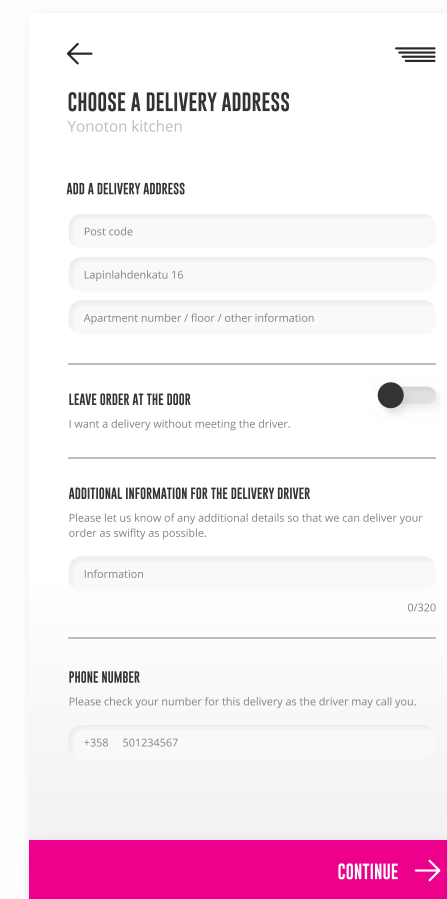 CHOOSE A DELIVERY ADDRESS
Yonoton kitchen
ADD A DELIVERY ADDRESS
Post code
Lapinlahdenkatu 16
Apartment number / floor / other information
LEAVE ORDER AT THE DOOR
I want a delivery without meeting the driver.
ADDITIONAL INFORMATION FOR THE DELIVERY DRIVER
Please let us know of any additional details so that we can deliver your
order as swiflty as possible.
Information
0/320
PHONE NUMBER
Please check your number for this delivery as the driver may call you.
+358 501234567
CONTINUE